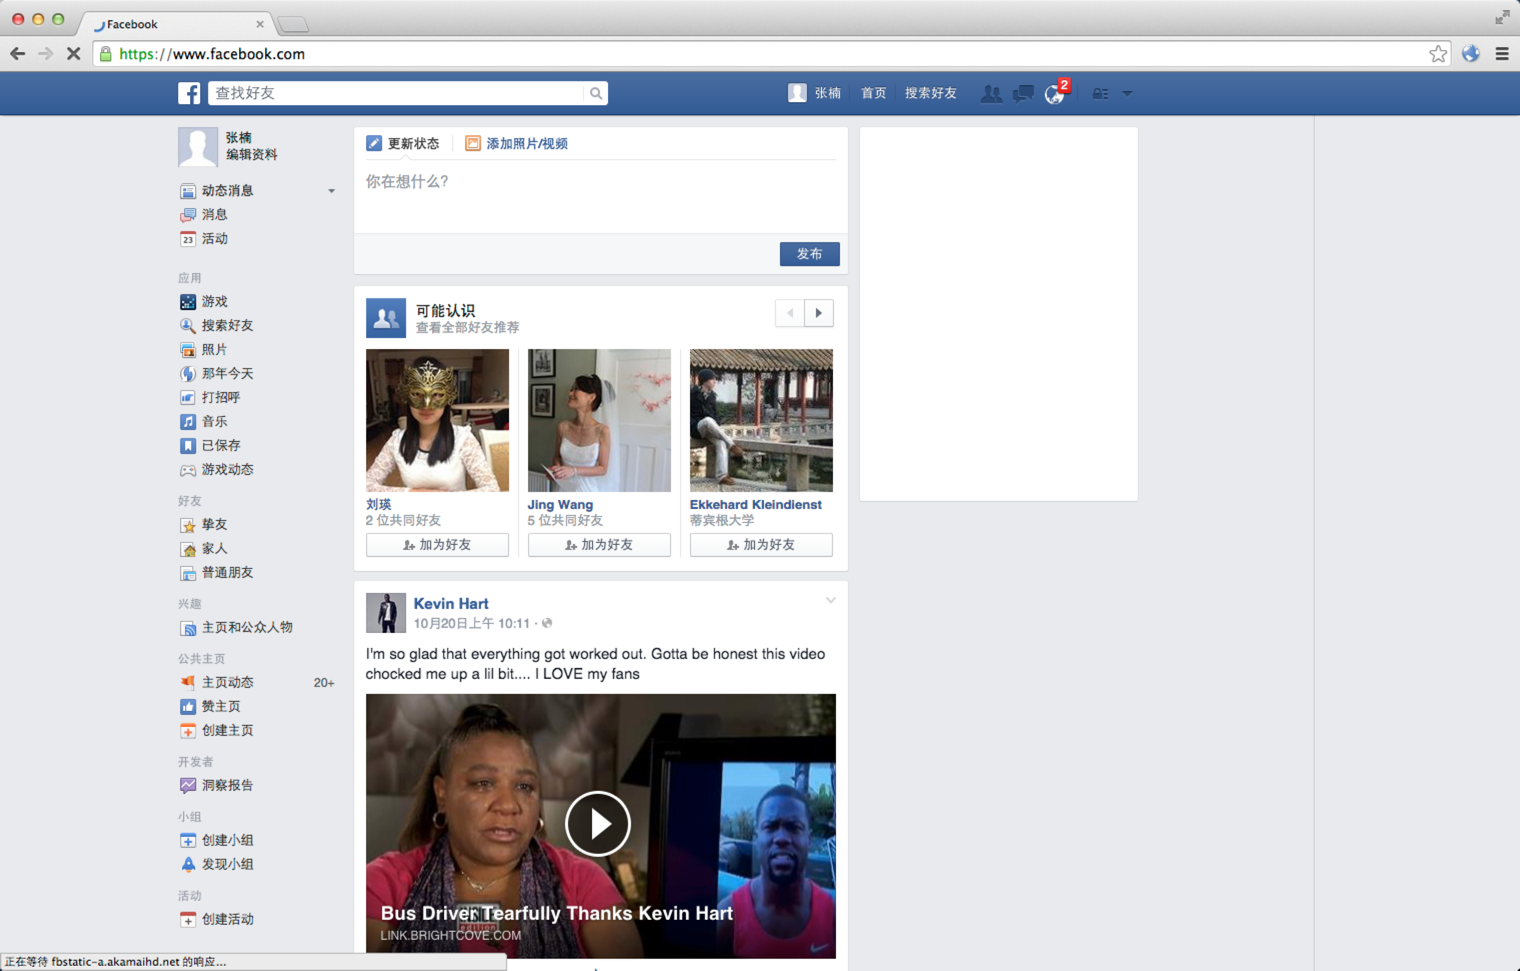 Facebook
https://www.facebook.com
查找好友
张楠
首页
搜索好友
2
张楠
编辑资料
动态消息
消息
23
活动
应用
游戏
搜索好友
照片
那年今天
打招呼
音乐
已保存
游戏动态
好友
挚友
家人
普通朋友
兴趣
主页和公众人物
公共主页
主页动态 20+
赞主页
创建主页
开发者
洞察报告
小组
创建小组
发现小组
活动
创建活动
更新状态
添加照片/视频
你在想什么?
发布
可能认识
查看全部好友推荐
刘瑛
2 位共同好友
加为好友
Jing Wang
5 位共同好友
加为好友
Ekkehard Kleindienst
蒂宾根大学
加为好友
Kevin Hart
10月20日上午 10:11 ·
I'm so glad that everything got worked out. Gotta be honest this video
chocked me up a lil bit.... I LOVE my fans
Bus Driver Tearfully Thanks Kevin Hart
edition
LINK.BRIGHTCOVE.COM
正在等待 fbstatic-a.akamaihd.net 的响应...